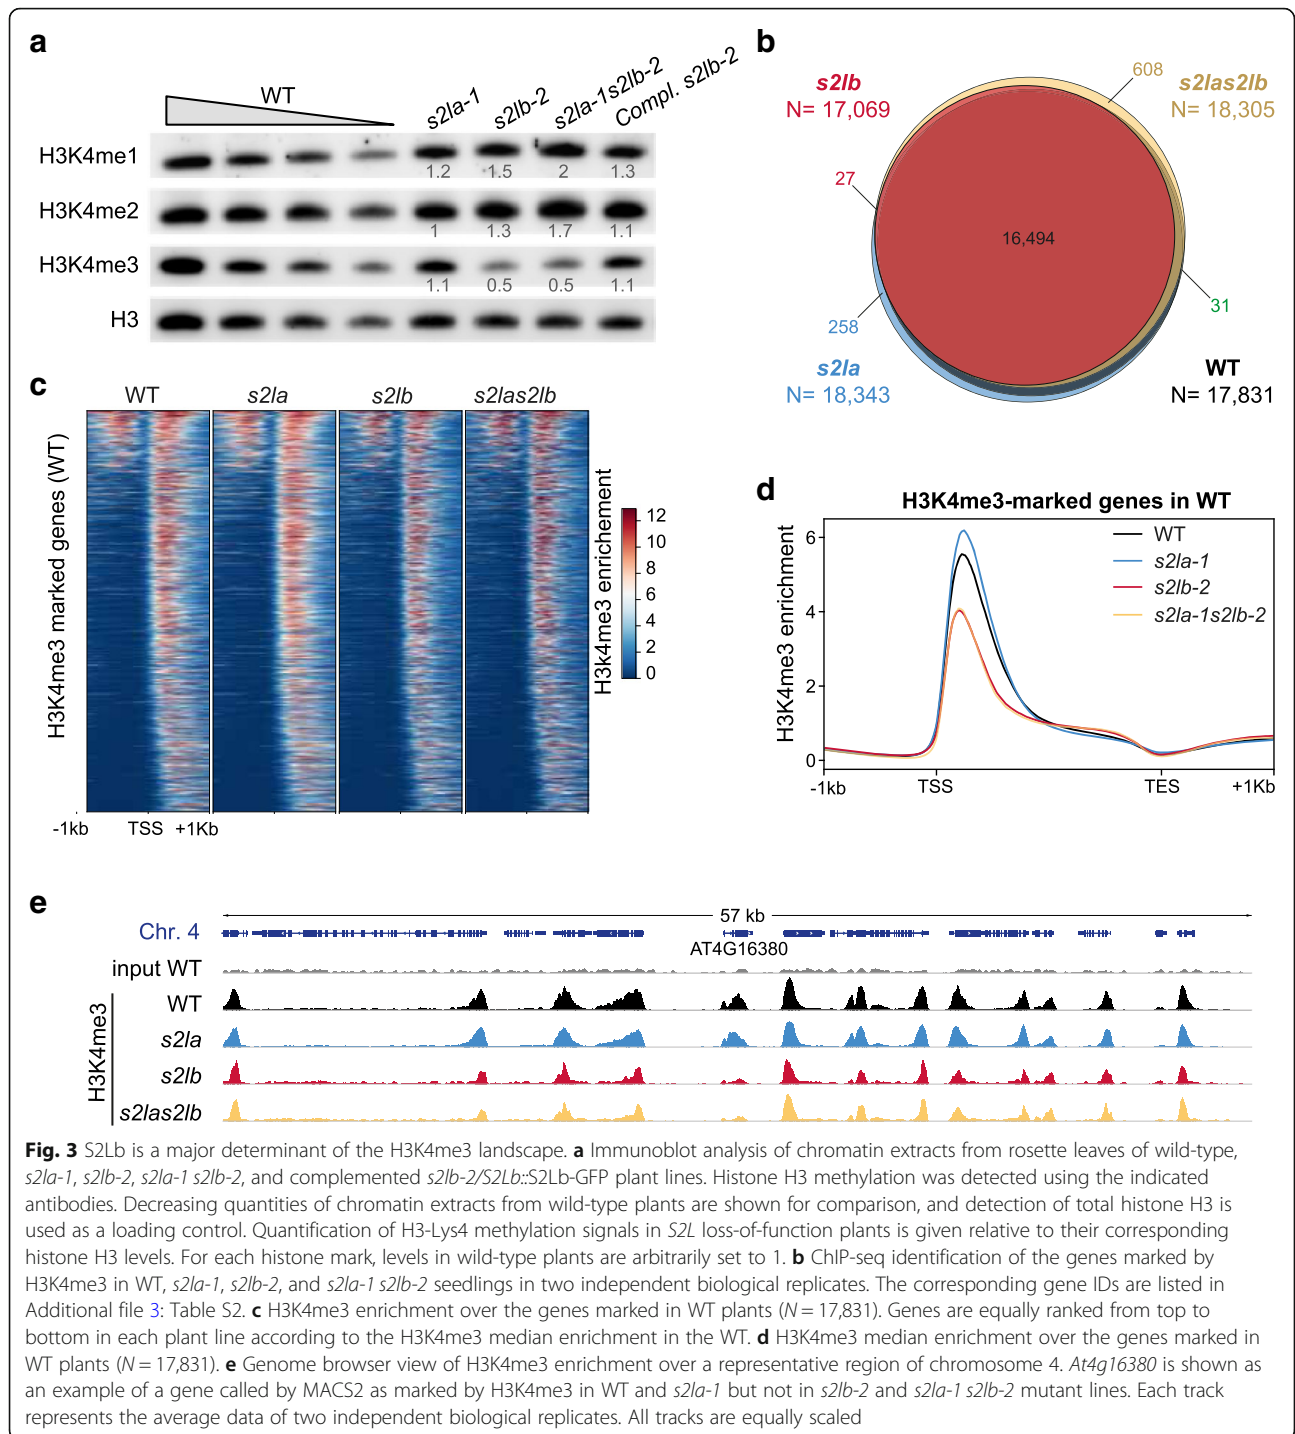 a
WT
s2la-1
s2lb-2
s2la-1s2lb-2
Compl. s2lb-2
H3K4me1
1.2 1.5 2 1.3
H3K4me2
1 1.3 1.7 1.1
H3K4me3
1.1 0.5 0.5 1.1
H3
b
s2lb
N= 17,069
608
s2las2lb
N= 18,305
27
16,494
31
258
s2la
N= 18,343
WT
N= 17,831
c
WT s2la s2lb s2las2lb
H3K4me3 marked genes (WT)
-1kb TSS +1Kb
H3k4me3 enrichement
12
10
8
6
4
2
0
d
H3K4me3-marked genes in WT
H3K4me3 enrichment
6
4
2
0
WT
s2la-1
s2lb-2
s2la-1s2lb-2
-1kb TSS TES +1Kb
e
57 kb
Chr. 4
AT4G16380
input WT
H3K4me3
WT
s2la
s2lb
s2las2lb
Fig. 3 S2Lb is a major determinant of the H3K4me3 landscape. a Immunoblot analysis of chromatin extracts from rosette leaves of wild-type,
s2la-1, s2lb-2, s2la-1 s2lb-2, and complemented s2lb-2/S2Lb::S2Lb-GFP plant lines. Histone H3 methylation was detected using the indicated
antibodies. Decreasing quantities of chromatin extracts from wild-type plants are shown for comparison, and detection of total histone H3 is
used as a loading control. Quantification of H3-Lys4 methylation signals in S2L loss-of-function plants is given relative to their corresponding
histone H3 levels. For each histone mark, levels in wild-type plants are arbitrarily set to 1. b ChIP-seq identification of the genes marked by
H3K4me3 in WT, s2la-1, s2lb-2, and s2la-1 s2lb-2 seedlings in two independent biological replicates. The corresponding gene IDs are listed in
Additional file 3: Table S2. c H3K4me3 enrichment over the genes marked in WT plants (N = 17,831). Genes are equally ranked from top to
bottom in each plant line according to the H3K4me3 median enrichment in the WT. d H3K4me3 median enrichment over the genes marked in
WT plants (N = 17,831). e Genome browser view of H3K4me3 enrichment over a representative region of chromosome 4. At4g16380 is shown as
an example of a gene called by MACS2 as marked by H3K4me3 in WT and s2la-1 but not in s2lb-2 and s2la-1 s2lb-2 mutant lines. Each track
represents the average data of two independent biological replicates. All tracks are equally scaled